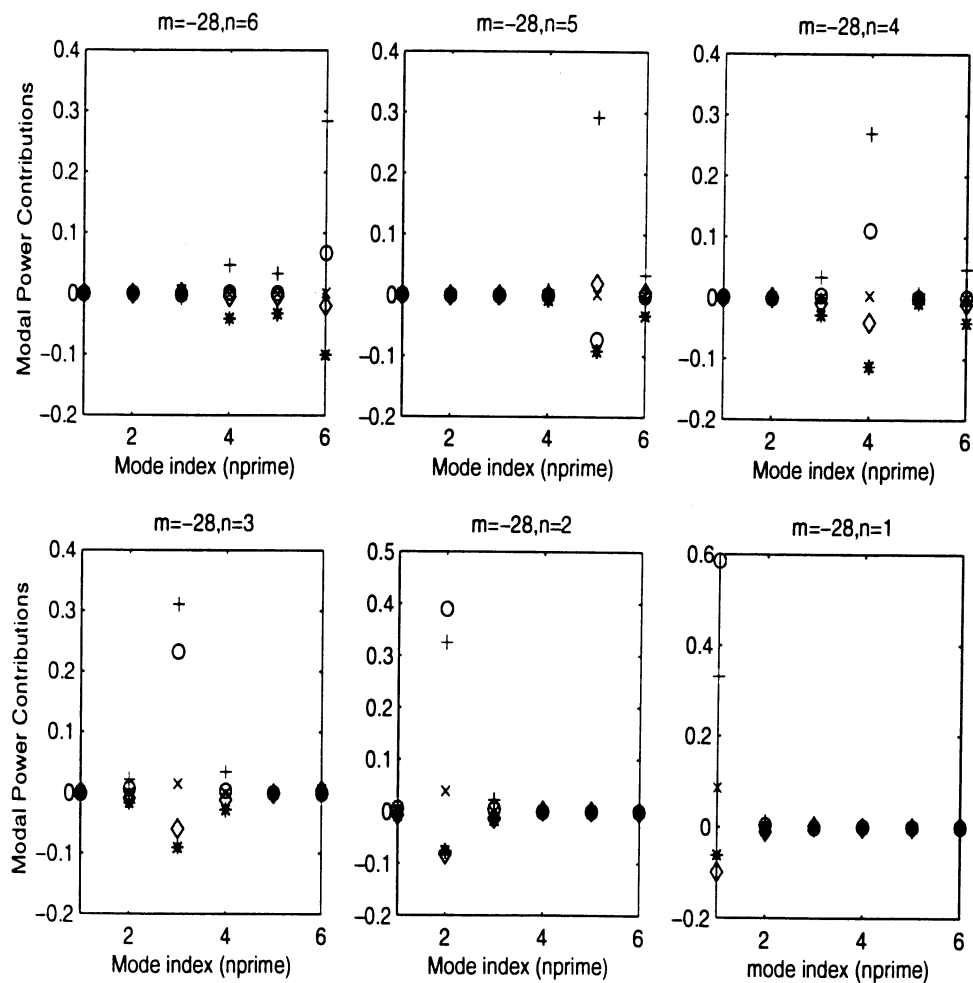 m=−28,n=6
m=−28,n=5
m=−28,n=4
0.4
0.3
0.2
0.1
0
−0.1
−0.2
Modal Power Contributions
2 4 6
Mode index (nprime)
0.4
0.3
0.2
0.1
0
−0.1
−0.2
2 4 6
Mode index (nprime)
0.4
0.3
0.2
0.1
0
−0.1
−0.2
2 4 6
Mode index (nprime)
m=−28,n=3
m=−28,n=2
m=−28,n=1
0.4
0.3
0.2
0.1
0
−0.1
−0.2
Modal Power Contributions
2 4 6
Mode index (nprime)
0.5
0.4
0.3
0.2
0.1
0
−0.1
−0.2
2 4 6
Mode index (nprime)
0.6
0.4
0.2
0
−0.2
2 4 6
mode index (nprime)